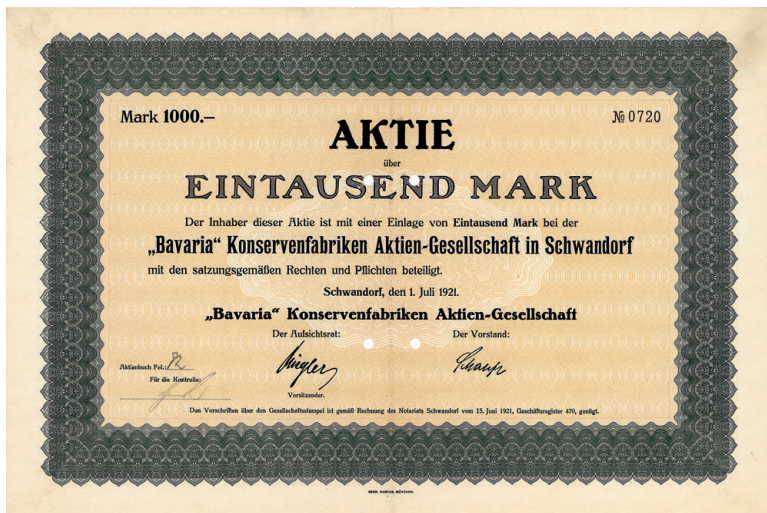 Mark 1000.— № 0720
AKTIE
über
EINTAUSEND MARK
Der Inhaber dieser Aktie ist mit einer Einlage von Eintausend Mark bei der
„Bavaria“ Konservenfabriken Aktien-Gesellschaft in Schwandorf
mit den satzungsgemäßen Rechten und Pflichten beteiligt.
Schwandorf, den 1. Juli 1921.
„Bavaria“ Konservenfabriken Aktien-Gesellschaft
Der Aufsichtsrat: Der Vorstand:
Aktienbuch Fol.:
Für die Kontrolle:
Vorsitzender.
Den Vorschriften über den Gesellschaftsstempel ist gemäß Rechnung des Notariats Schwandorf vom 15. Juni 1921, Geschäftsregister 470, genügt.
GEBR. PARCUS, MÜNCHEN.